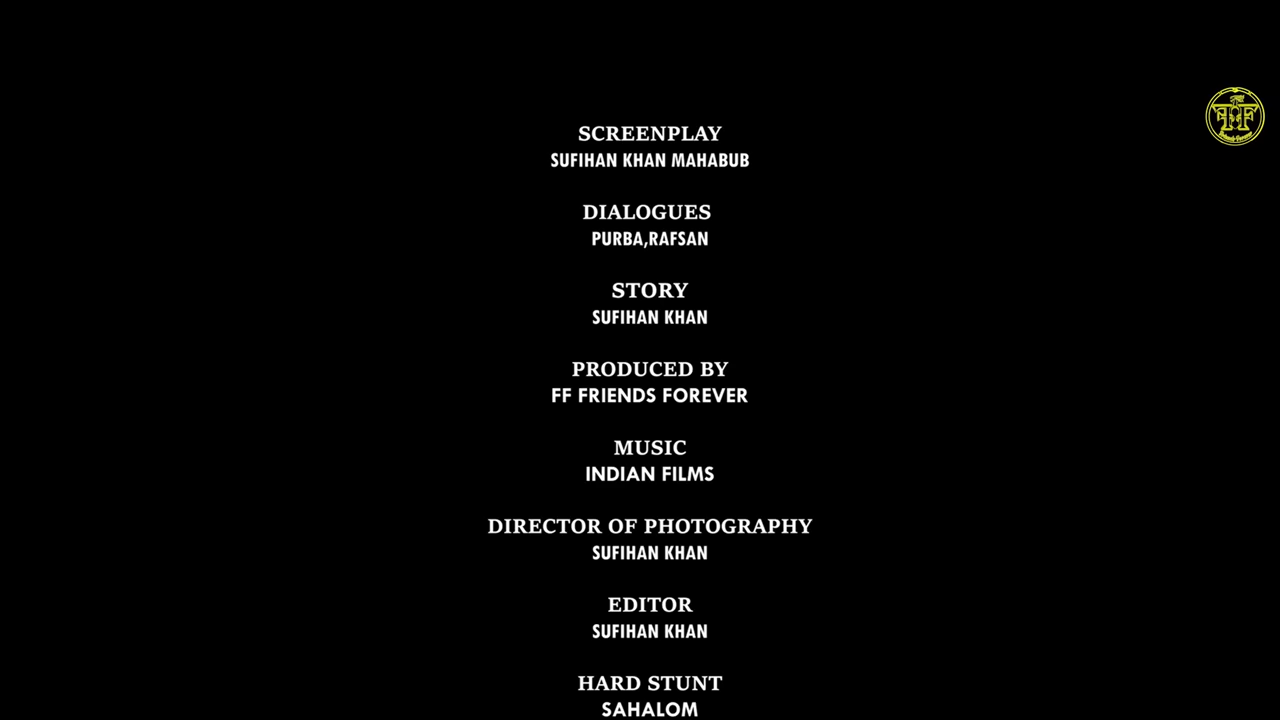 SCREENPLAY
SUFIHAN KHAN MAHABUB
DIALOGUES
PURBA,RAFSAN
STORY
SUFIHAN KHAN
PRODUCED BY
FF FRIENDS FOREVER
MUSIC
INDIAN FILMS
DIRECTOR OF PHOTOGRAPHY
SUFIHAN KHAN
EDITOR
SUFIHAN KHAN
HARD STUNT
SAHALOM
FF